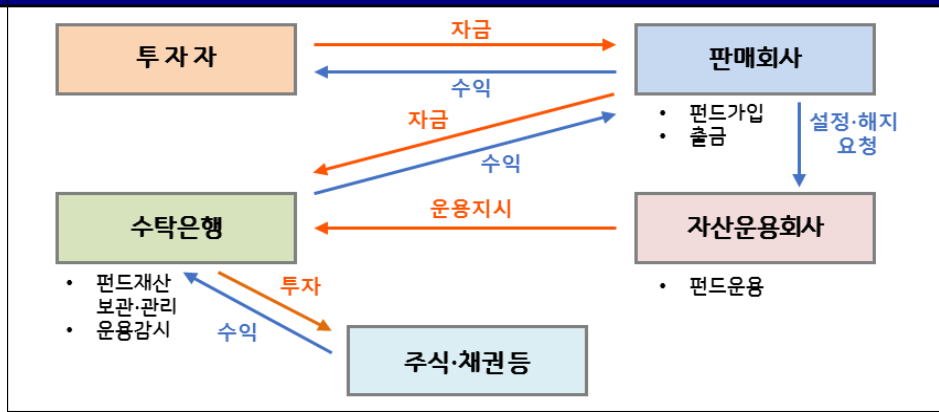 투 자 자
자금
수익
판매회사
• 펀드가입
• 출금
설정·해지
요청
자금
수익
수탁은행
운용지시
자산운용회사
• 펀드재산
보관·관리
• 운용감시
• 펀드운용
투자
수익
주식·채권 등